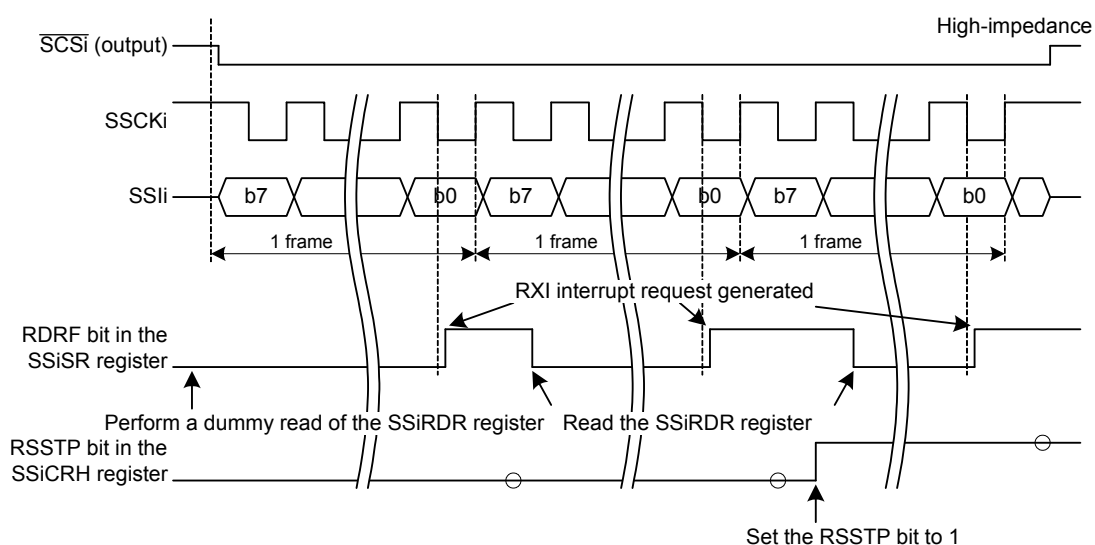 High-impedance
SCSi (output)
SSCKi
SSIi
b7
b0
b7
b0
b7
b0
1 frame
1 frame
1 frame
RXI interrupt request generated
RDRF bit in the
SSiSR register
Perform a dummy read of the SSiRDR register
Read the SSiRDR register
RSSTP bit in the
SSiCRH register
Set the RSSTP bit to 1